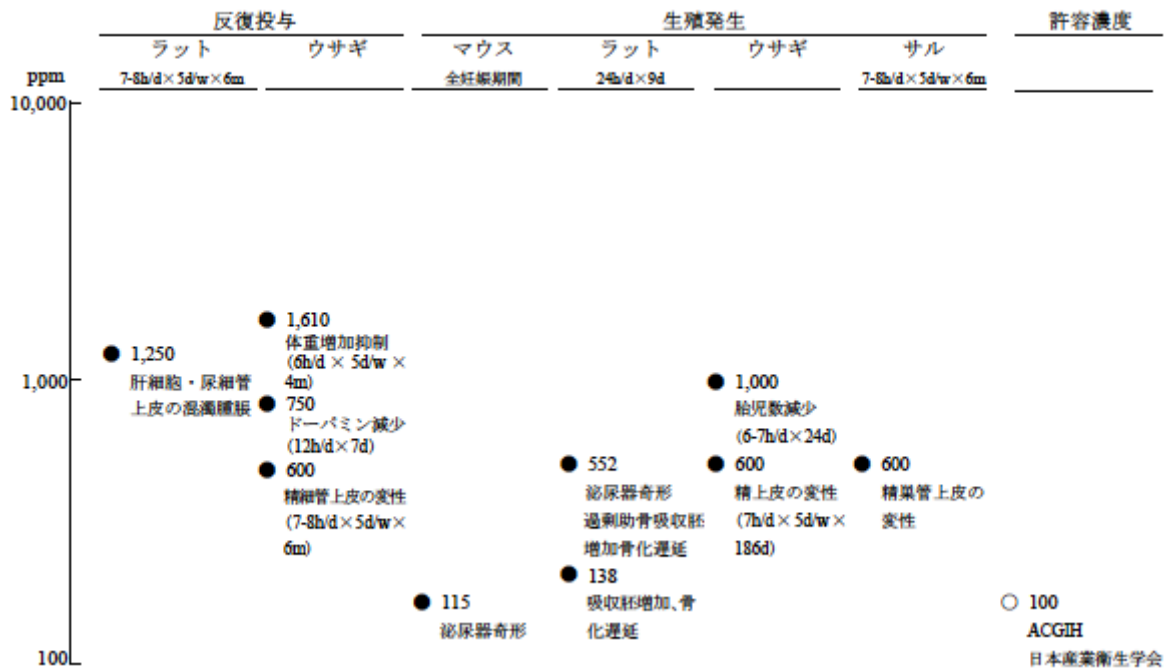 反復投与
生殖発生
許容濃度
ラット
ウサギ
マウス
ラット
ウサギ
サル
ppm
7-8h/d×5d/w×6m
全妊娠期間
24h/d×9d
7-8h/d×5d/w×6m
10,000
1,000
100
1,250
肝細胞・尿細管
上皮の混濁腫脹
1,610
体重増加抑制
(6h/d × 5d/w ×
4m)
750
ドーパミン減少
(12h/d×7d)
600
精細管上皮の変性
(7-8h/d×5d/w×
6m)
115
泌尿器奇形
552
泌尿器奇形
過剰肋骨吸収胚
増加骨化遅延
138
吸収胚増加、骨
化遅延
1,000
胎児数減少
(6-7h/d×24d)
600
精上皮の変性
(7h/d×5d/w×
186d)
600
精巣管上皮の
変性
100
ACGIH
日本産業衛生学会